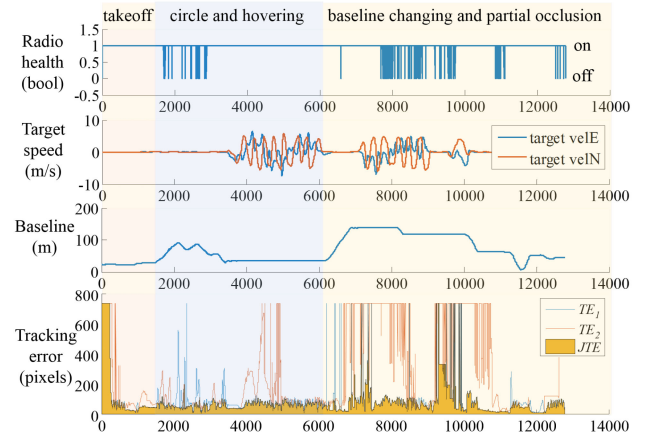 takeoff circle and hovering baseline changing and partial occlusion
Radio health (bool)
1.5
1
0.5
0
-0.5
on
off
0 2000 4000 6000 8000 10000 12000 14000
Target speed (m/s)
10
0
-10
target velE
target velN
0 2000 4000 6000 8000 10000 12000 14000
Baseline (m)
200
100
0
0 2000 4000 6000 8000 10000 12000 14000
Tracking error (pixels)
800
600
400
200
0
TE1
TE2
JTE
0 2000 4000 6000 8000 10000 12000 14000